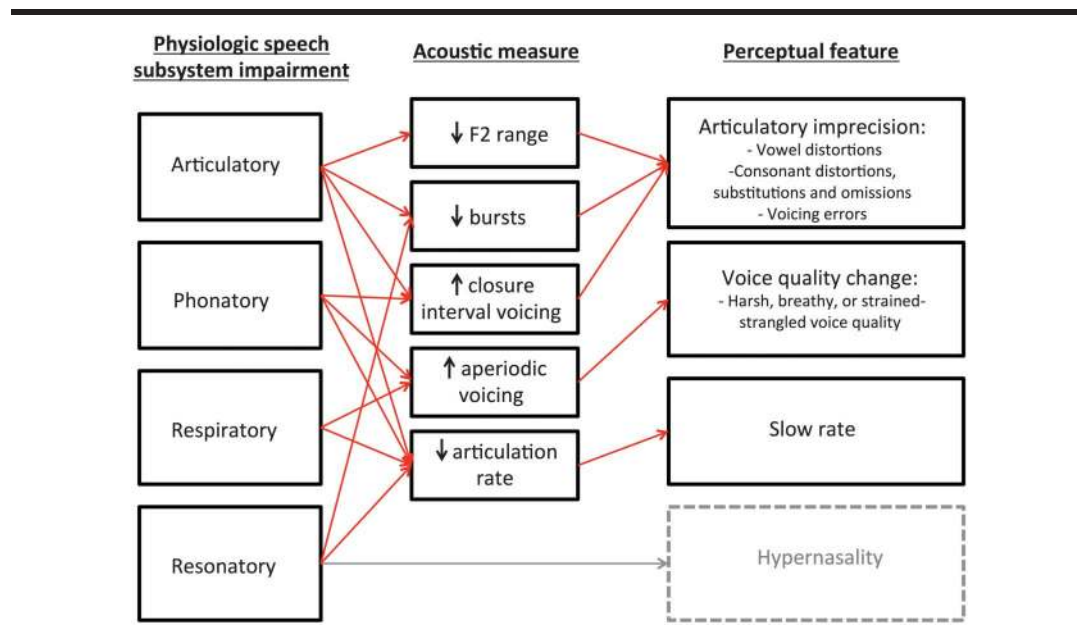 Physiologic speech
subsystem impairment
Acoustic measure
Perceptual feature
Articulatory
Phonatory
Respiratory
Resonatory
↓ F2 range
↓ bursts
↑ closure
interval voicing
↑ aperiodic
voicing
↓ articulation
rate
Articulatory imprecision:
- Vowel distortions
-Consonant distortions,
substitutions and omissions
- Voicing errors
Voice quality change:
- Harsh, breathy, or strained-
strangled voice quality
Slow rate
Hypernasality